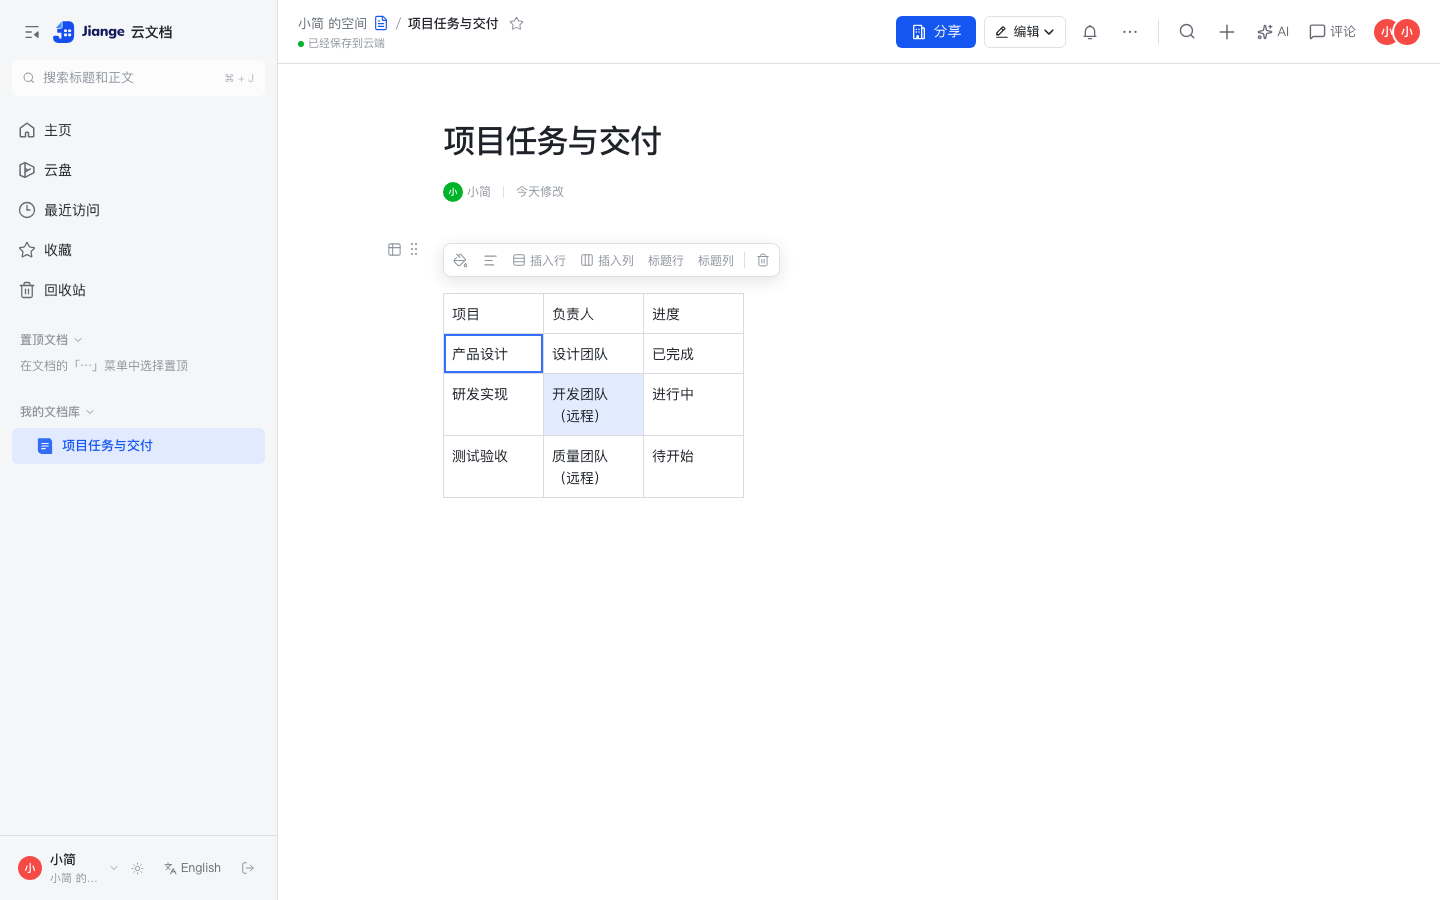 Jiange 云文档
搜索标题和正文 ⌘ + J
主页
云盘
最近访问
收藏
回收站
置顶文档
在文档的「···」菜单中选择置顶
我的文档库
项目任务与交付
小 小简
小简 的...
English
小简 的空间 / 项目任务与交付
已经保存到云端
分享
编辑
AI
评论
小 小
项目任务与交付
小 小简 今天修改
插入行 插入列 标题行 标题列
项目 负责人 进度
产品设计 设计团队 已完成
研发实现 开发团队 进行中
（远程）
测试验收 质量团队 待开始
（远程）